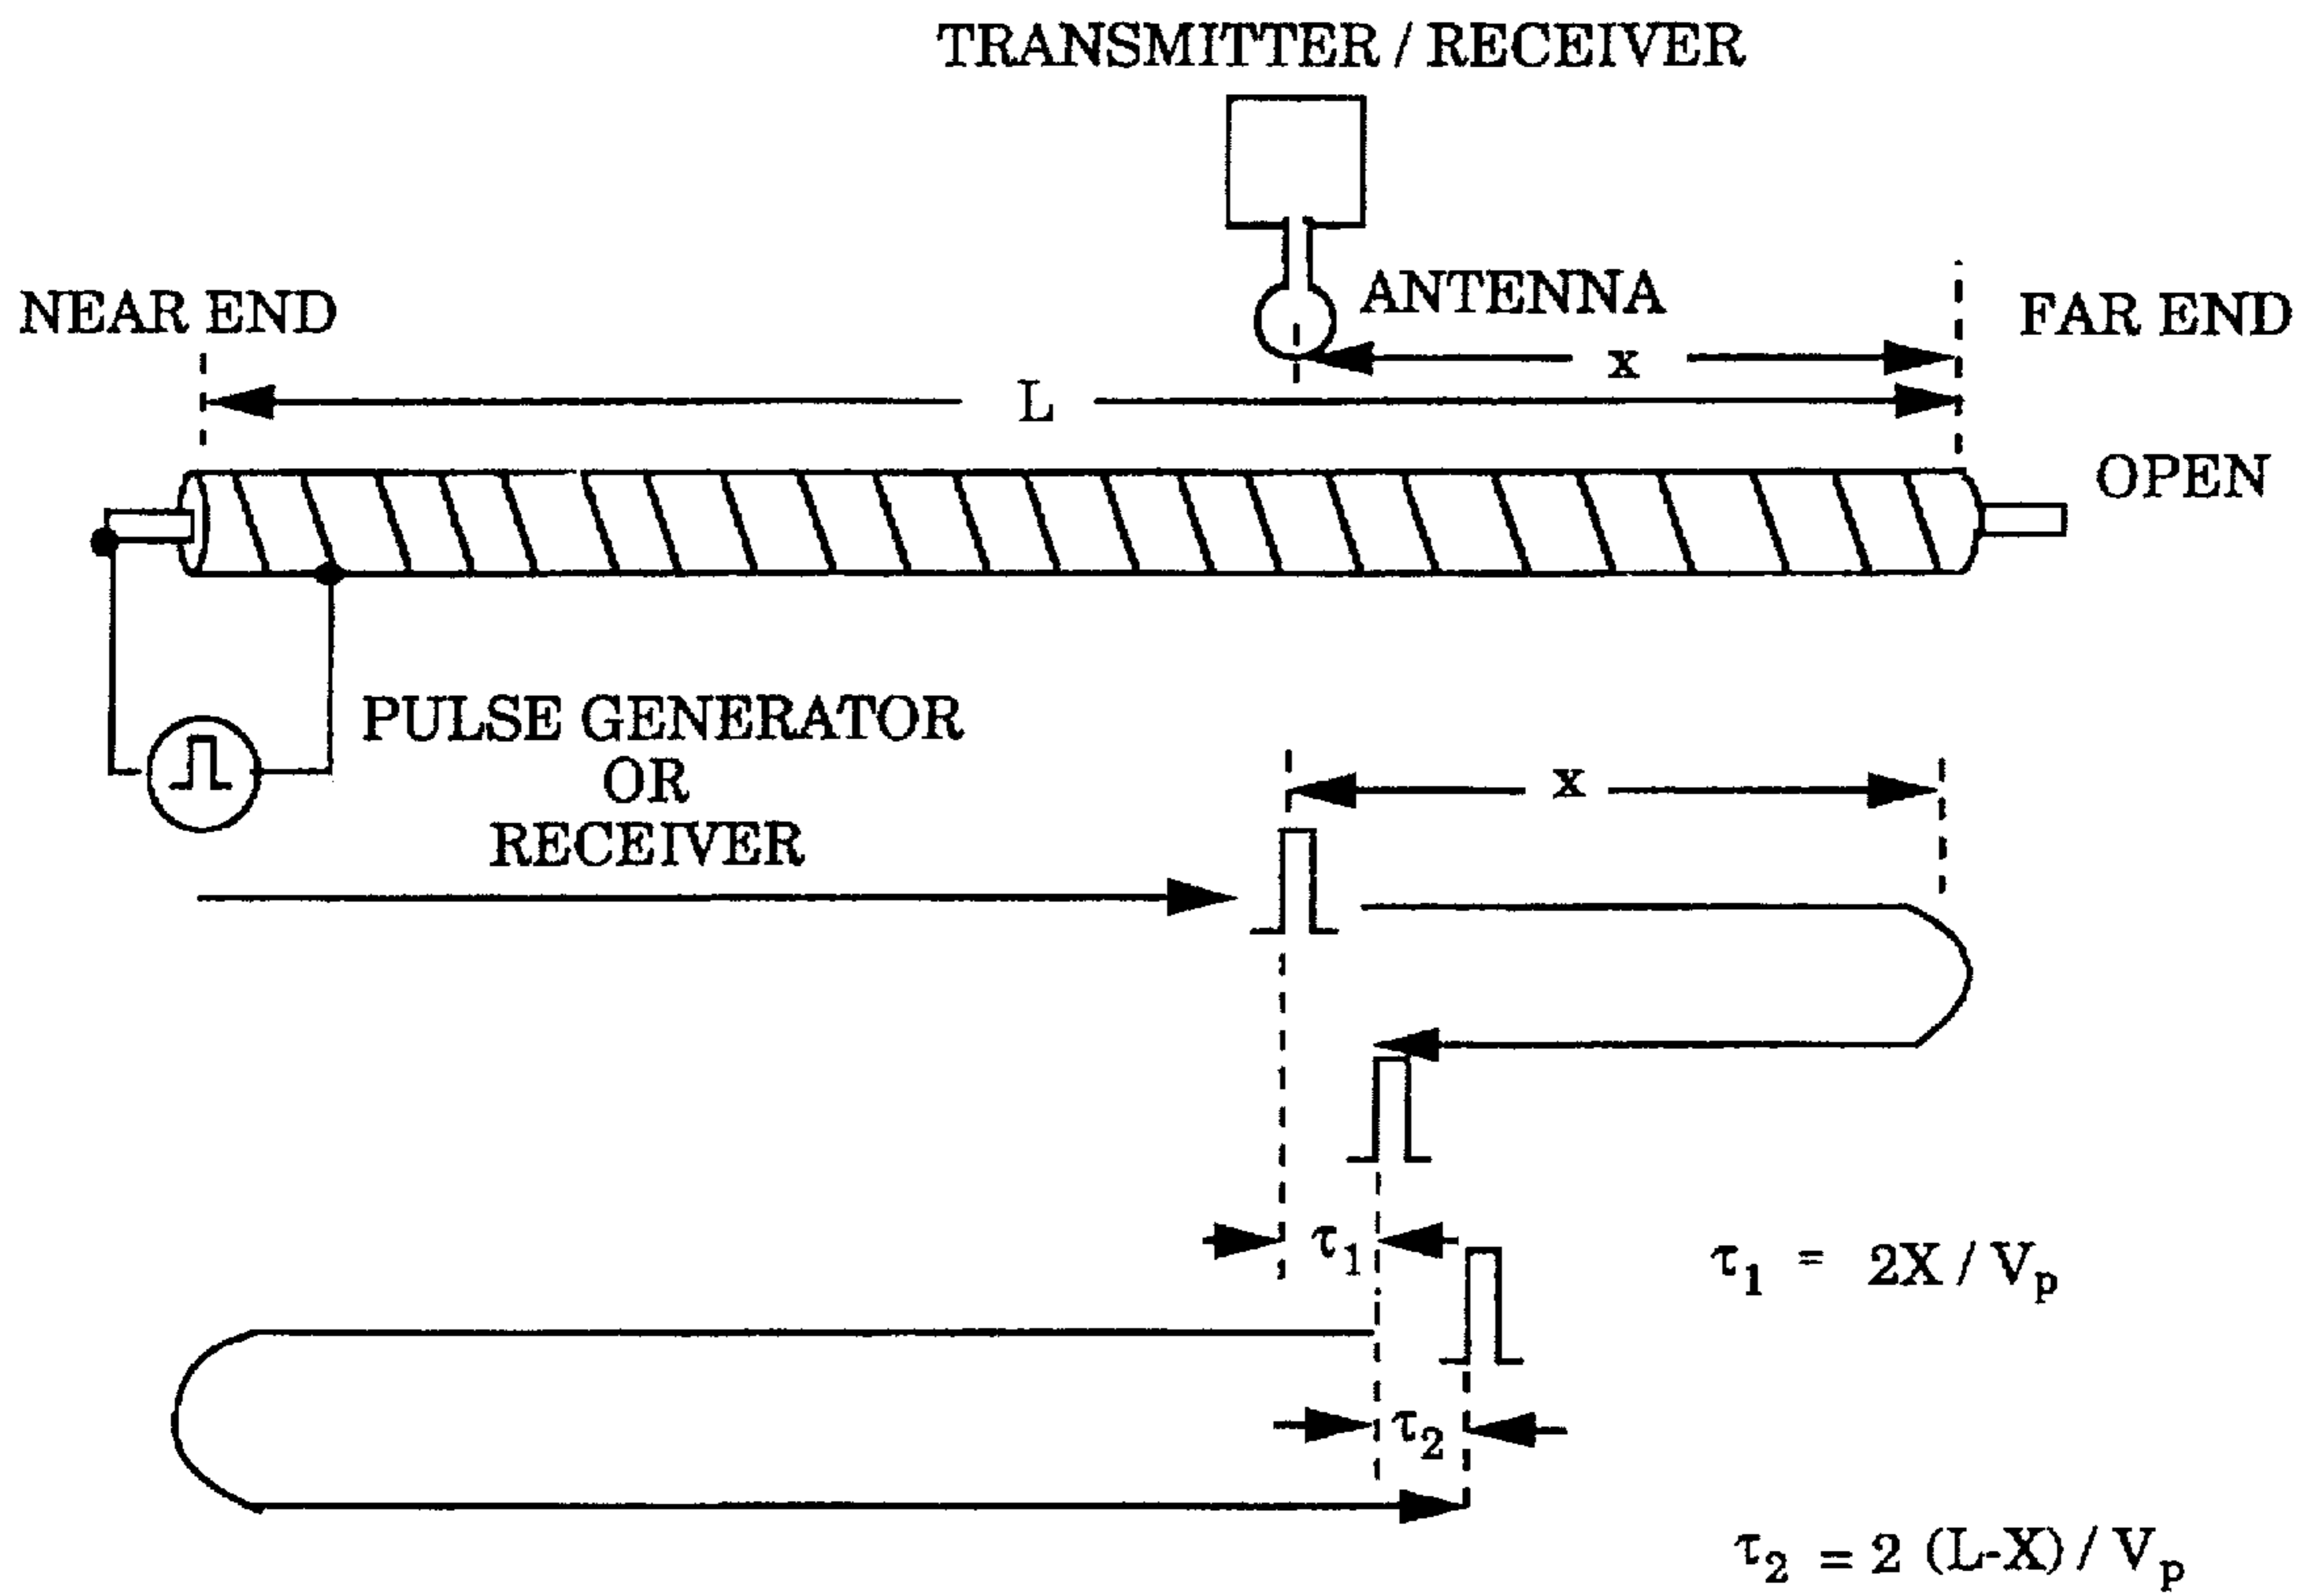 TRANSMITTER / RECEIVER
NEAR END
ANTENNA
FAR END
x
L
OPEN
PULSE GENERATOR
OR
RECEIVER
x
τ1
τ1 = 2X / Vp
τ2
τ2 = 2 (L-X) / Vp